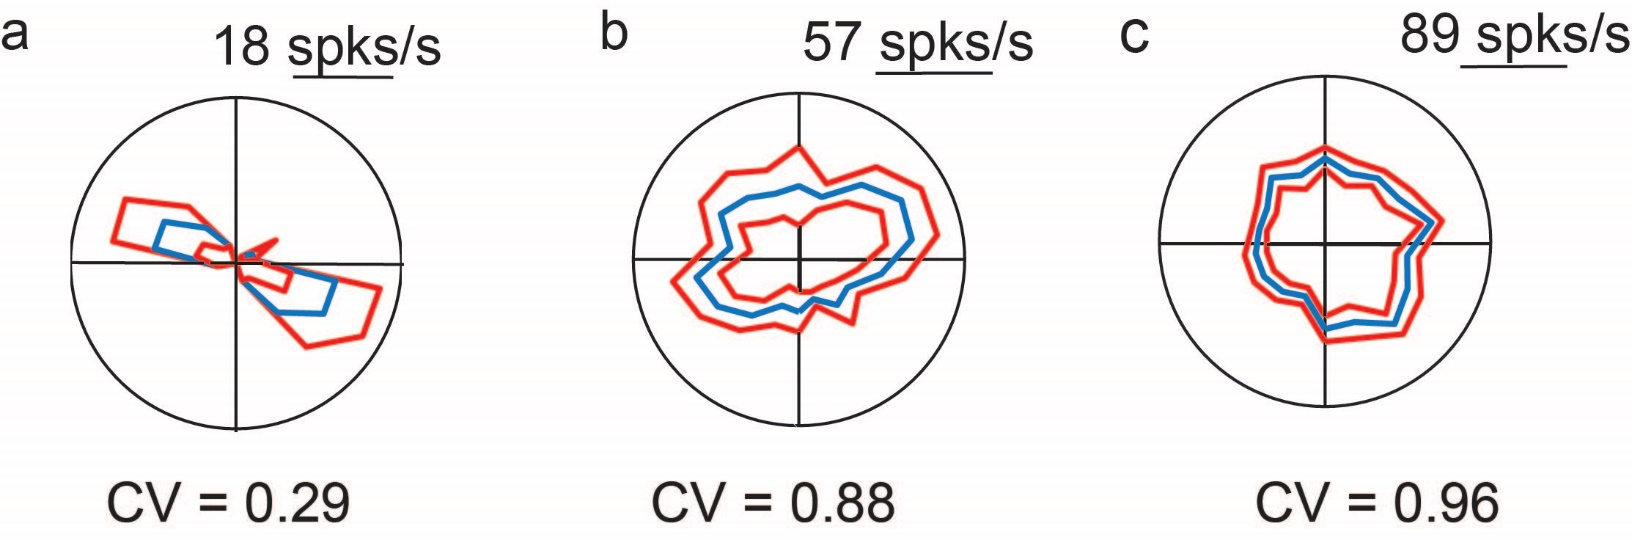 a
18 spks/s
b
57 spks/s
c
89 spks/s
CV = 0.29
CV = 0.88
CV = 0.96